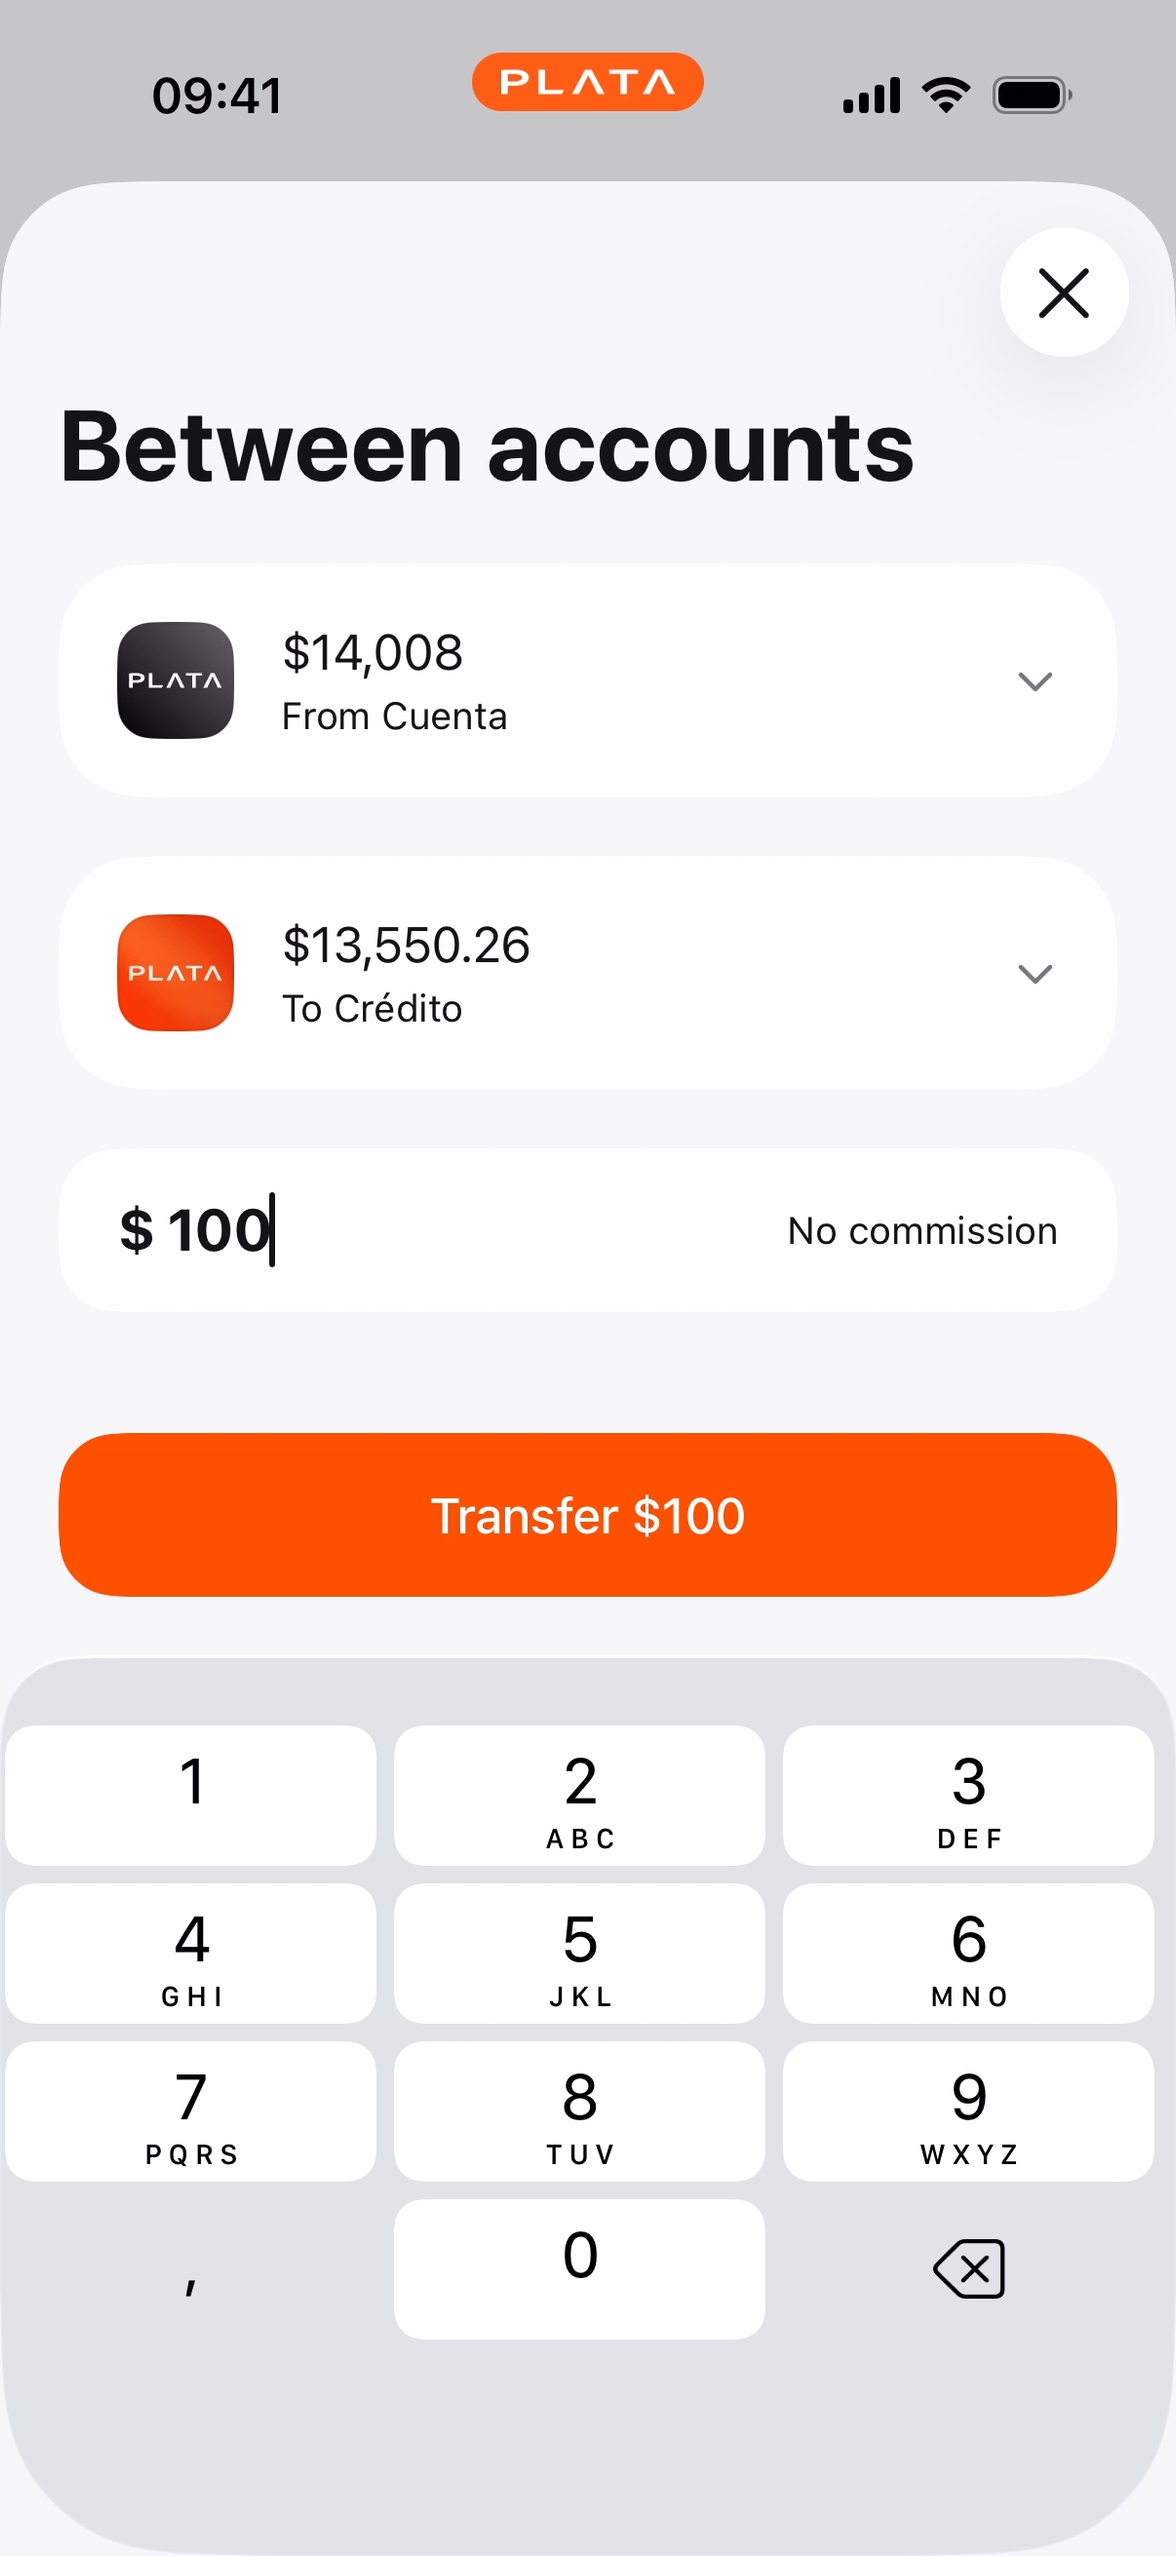 09:41
PLATA
Between accounts
PLATA
$14,008
From Cuenta
PLATA
$13,550.26
To Crédito
$ 100
No commission
Transfer $100
1
2
ABC
3
DEF
4
GHI
5
JKL
6
MNO
7
PQRS
8
TUV
9
WXYZ
,
0